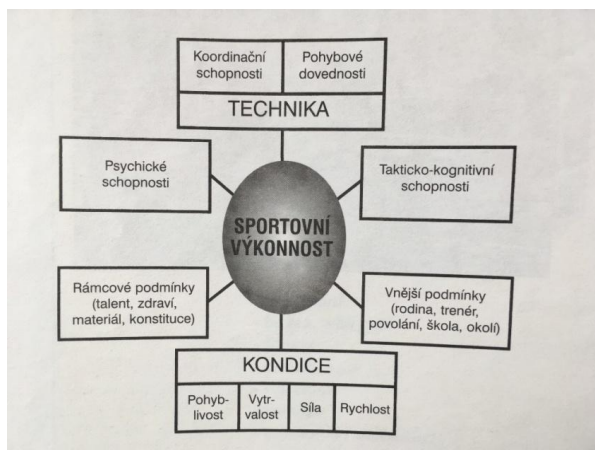 Koordinační
schopnosti
Pohybové
dovednosti
TECHNIKA
Psychické
schopnosti
Takticko-kognitivní
schopnosti
SPORTOVNÍ
VÝKONNOST
Rámcové podmínky
(talent, zdraví,
materiál, konstituce)
Vnější podmínky
(rodina, trenér,
povolání, škola, okolí)
KONDICE
Pohyb-
livost
Vytr-
valost
Síla
Rychlost